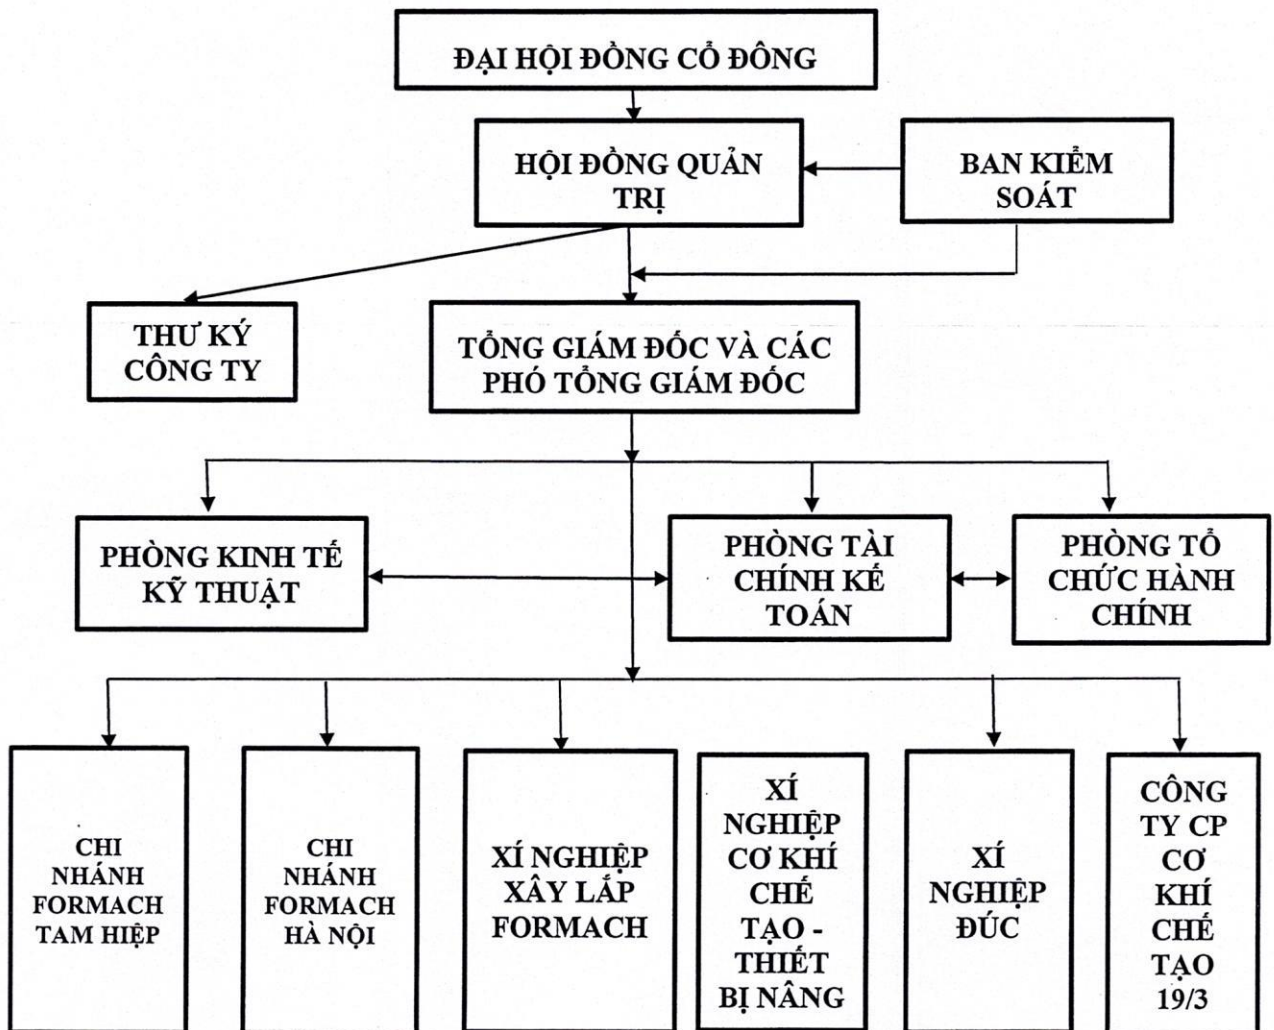 ĐẠI HỘI ĐỒNG CỔ ĐÔNG
HỘI ĐỒNG QUẢN
TRỊ
BAN KIỂM
SOÁT
THƯ KÝ
CÔNG TY
TỔNG GIÁM ĐỐC VÀ CÁC
PHÓ TỔNG GIÁM ĐỐC
PHÒNG KINH TẾ
KỸ THUẬT
PHÒNG TÀI
CHÍNH KẾ
TOÁN
PHÒNG TỔ
CHỨC HÀNH
CHÍNH
CHI
NHÁNH
FORMACH
TAM HIỆP
CHI
NHÁNH
FORMACH
HÀ NỘI
XÍ NGHIỆP
XÂY LẮP
FORMACH
XÍ
NGHIỆP
CƠ KHÍ
CHẾ
TẠO -
THIẾT
BỊ NÂNG
XÍ
NGHIỆP
ĐÚC
CÔNG
TY CP
CƠ
KHÍ
CHẾ
TẠO
19/3